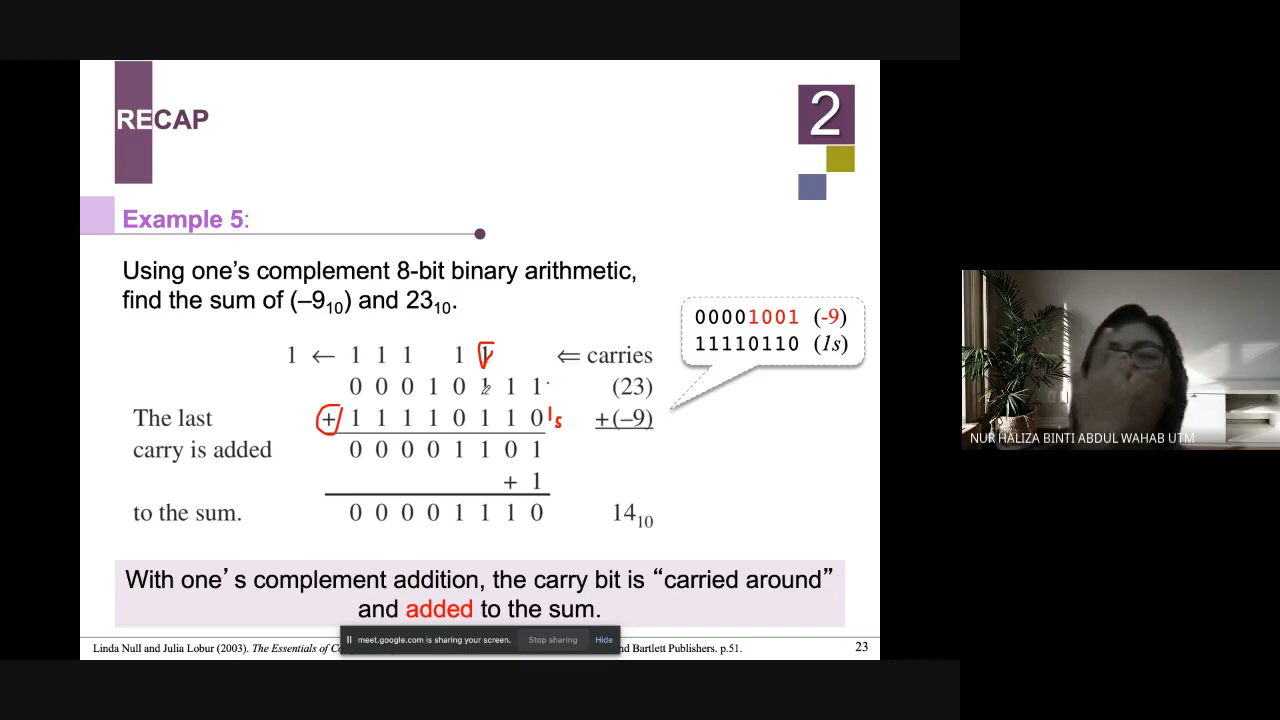 RECAP
2
Example 5:
Using one’s complement 8-bit binary arithmetic,
find the sum of (–9₁₀) and 23₁₀.
00001001 (-9)
11110110 (1s)
1 ← 1 1 1 1 1 ⇐ carries
0 0 0 1 0 1 1 1 (23)
The last + 1 1 1 1 0 1 1 0 1s +(–9)
carry is added 0 0 0 0 1 1 0 1
+ 1
to the sum. 0 0 0 0 1 1 1 0 14₁₀
With one’s complement addition, the carry bit is “carried around”
and added to the sum.
meet.google.com is sharing your screen. Stop sharing Hide
Linda Null and Julia Lobur (2003). The Essentials of and Bartlett Publishers. p.51. 23
NUR HALIZA BINTI ABDUL WAHAB UTM